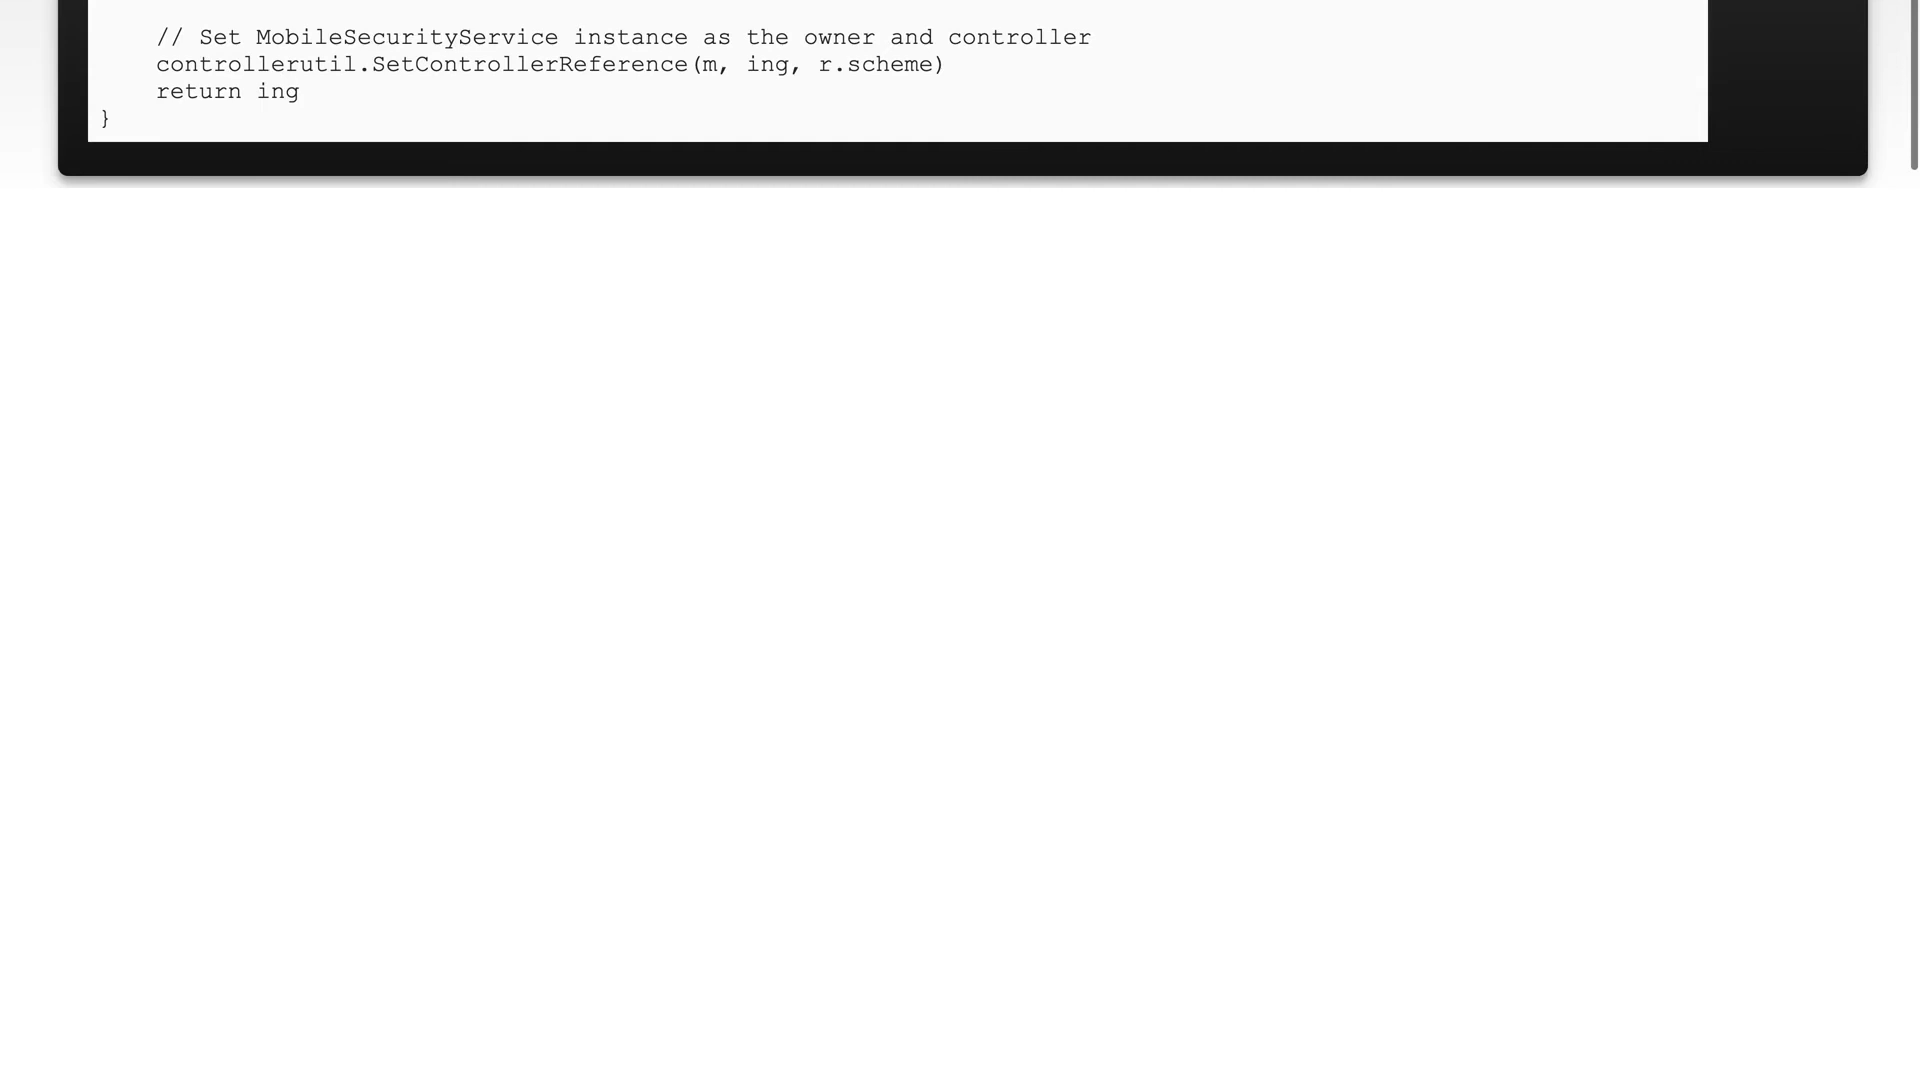 // Set MobileSecurityService instance as the owner and controller
controllerutil.SetControllerReference(m, ing, r.scheme)
return ing
}